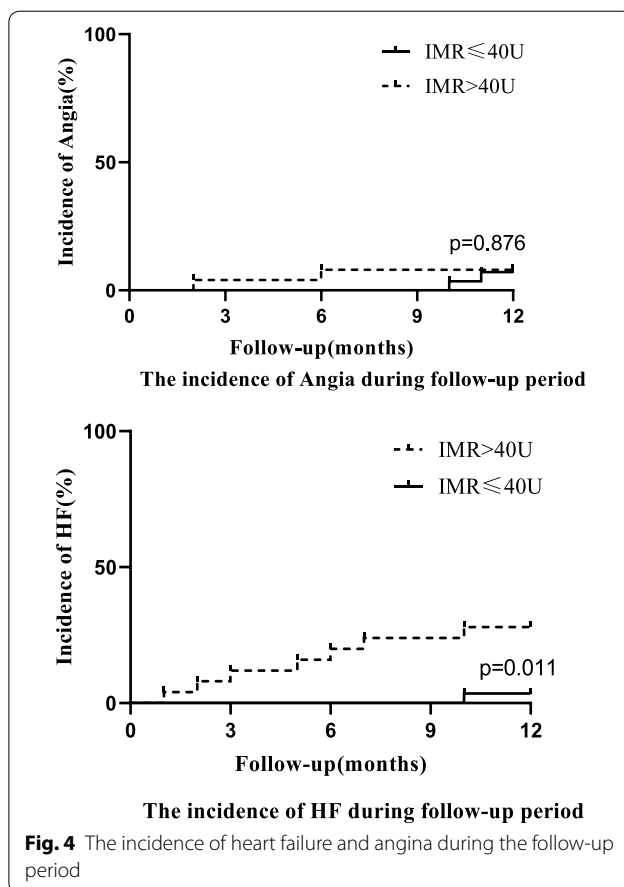 100
IMR≤40U
IMR>40U
Incidence of Angia(%)
50
p=0.876
0
0 3 6 9 12
Follow-up(months)
The incidence of Angia during follow-up period
100
IMR>40U
IMR≤40U
Incidence of HF(%)
50
p=0.011
0
0 3 6 9 12
Follow-up(months)
The incidence of HF during follow-up period
Fig. 4 The incidence of heart failure and angina during the follow-up
period